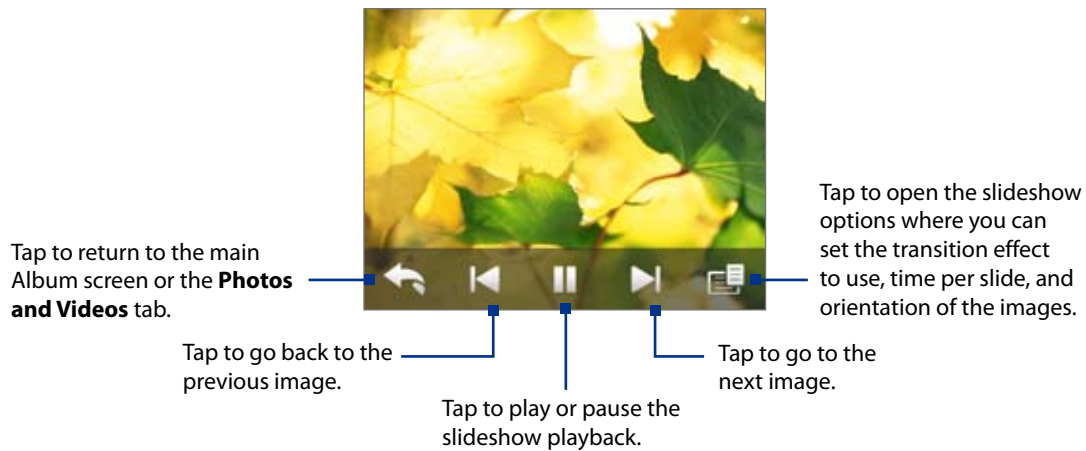 Tap to return to the main
Album screen or the Photos
and Videos tab.
Tap to go back to the
previous image.
Tap to play or pause the
slideshow playback.
Tap to go to the
next image.
Tap to open the slideshow
options where you can
set the transition effect
to use, time per slide, and
orientation of the images.